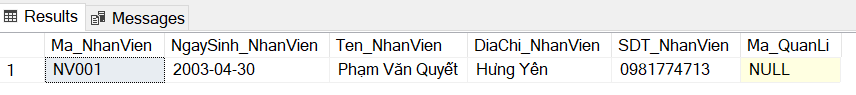 Results Messages
Ma_NhanVien NgaySinh_NhanVien Ten_NhanVien DiaChi_NhanVien SDT_NhanVien Ma_QuanLi
1 NV001 2003-04-30 Phạm Văn Quyết Hưng Yên 0981774713 NULL